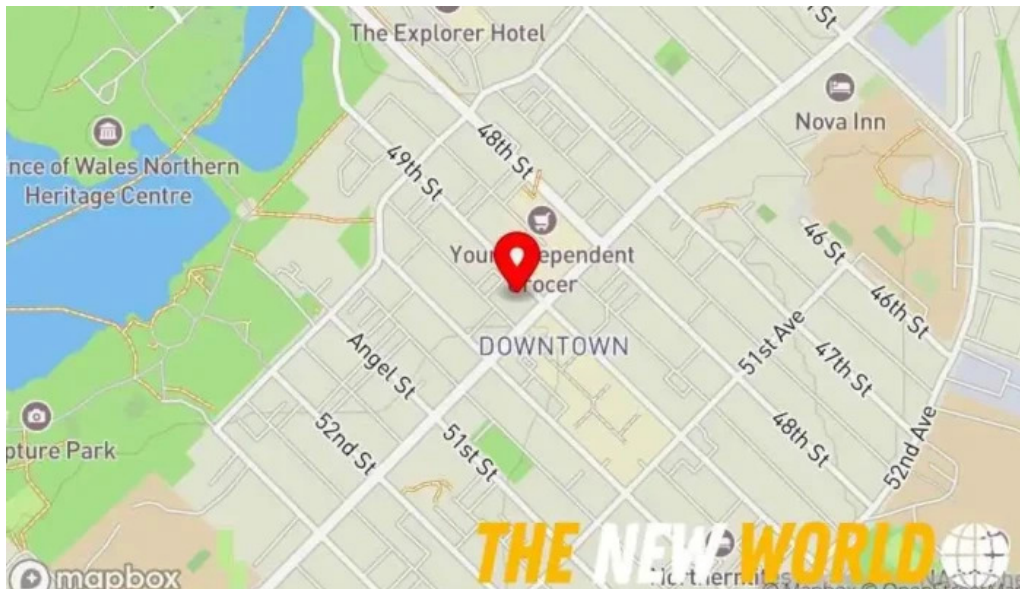 The Explorer Hotel
Nova Inn
nce of Wales Northern
Heritage Centre
48th St
49th St
46 St
46th St
DOWNTOWN
51st Ave
47th St
Angel St
48th St
52nd St
51st St
52nd Ave
pture Park
THE NEW WORLD
mapbox